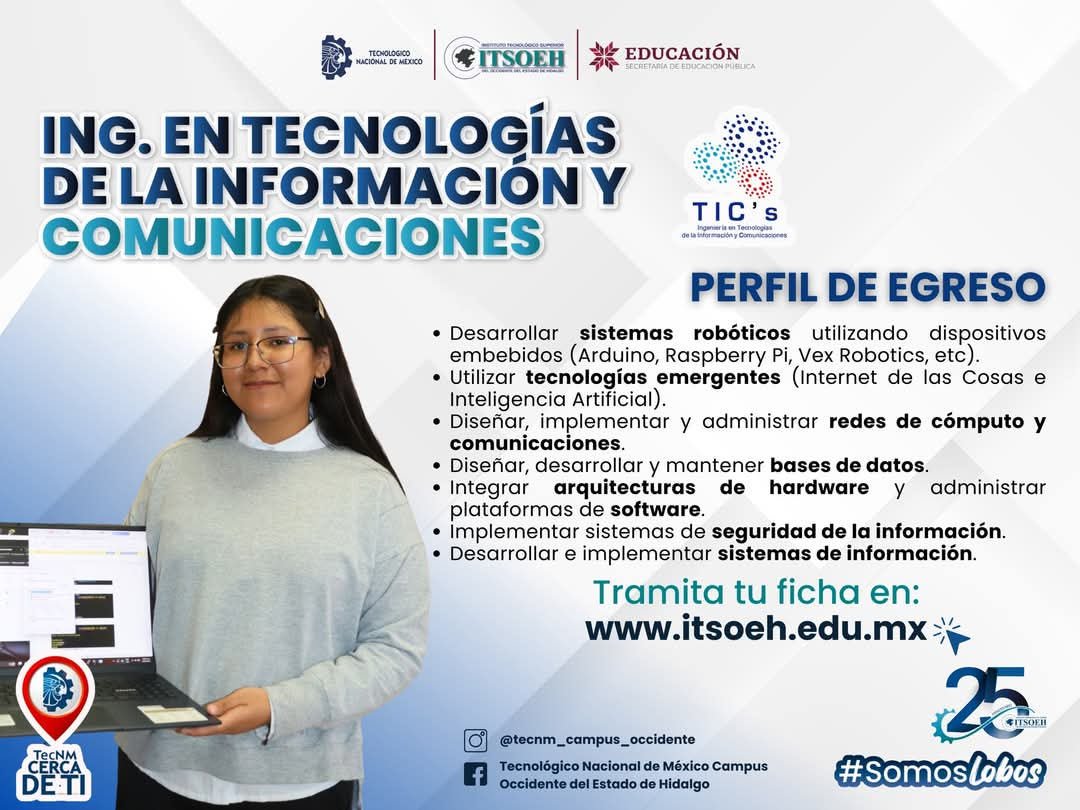 TECNOLÓGICO
NACIONAL DE MÉXICO
INSTITUTO TECNOLÓGICO SUPERIOR
ITSOEH
DEL OCCIDENTE DEL ESTADO DE HIDALGO
EDUCACIÓN
SECRETARÍA DE EDUCACIÓN PÚBLICA
ING. EN TECNOLOGÍAS
DE LA INFORMACIÓN Y
COMUNICACIONES
TIC's
Ingeniería en Tecnologías
de la Información y Comunicaciones
PERFIL DE EGRESO
• Desarrollar sistemas robóticos utilizando dispositivos
embebidos (Arduino, Raspberry Pi, Vex Robotics, etc).
• Utilizar tecnologías emergentes (Internet de las Cosas e
Inteligencia Artificial).
• Diseñar, implementar y administrar redes de cómputo y
comunicaciones.
• Diseñar, desarrollar y mantener bases de datos.
• Integrar arquitecturas de hardware y administrar
plataformas de software.
• Implementar sistemas de seguridad de la información.
• Desarrollar e implementar sistemas de información.
Tramita tu ficha en:
www.itsoeh.edu.mx
25
ITSOEH
#SomosLobos
@tecnm_campus_occidente
Tecnológico Nacional de México Campus
Occidente del Estado de Hidalgo
TecNM
CERCA
DE TI